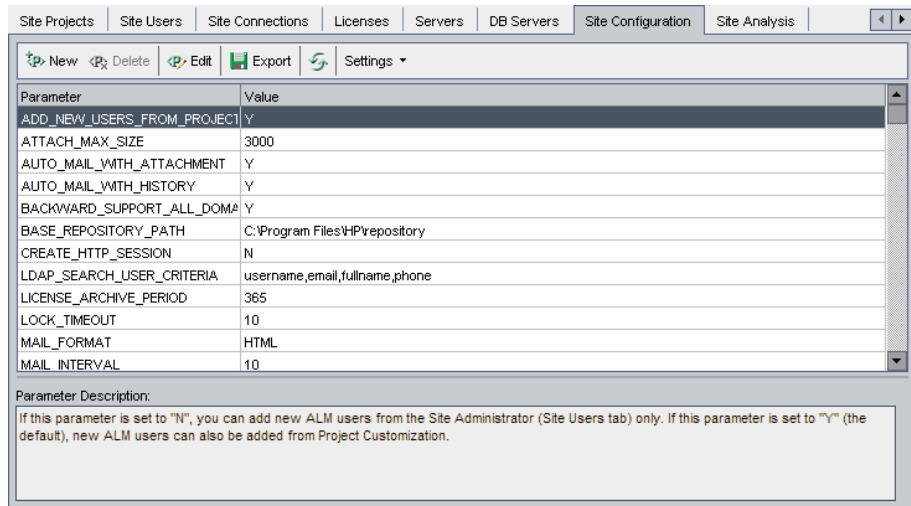 Site Projects Site Users Site Connections Licenses Servers DB Servers Site Configuration Site Analysis
New Delete Edit Export Settings
Parameter Value
ADD_NEW_USERS_FROM_PROJECT Y
ATTACH_MAX_SIZE 3000
AUTO_MAIL_WITH_ATTACHMENT Y
AUTO_MAIL_WITH_HISTORY Y
BACKWARD_SUPPORT_ALL_DOMA Y
BASE_REPOSITORY_PATH C:\Program Files\HP\repository
CREATE_HTTP_SESSION N
LDAP_SEARCH_USER_CRITERIA username,email,fullname,phone
LICENSE_ARCHIVE_PERIOD 365
LOCK_TIMEOUT 10
MAIL_FORMAT HTML
MAIL_INTERVAL 10
Parameter Description:
If this parameter is set to "N", you can add new ALM users from the Site Administrator (Site Users tab) only. If this parameter is set to "Y" (the
default), new ALM users can also be added from Project Customization.